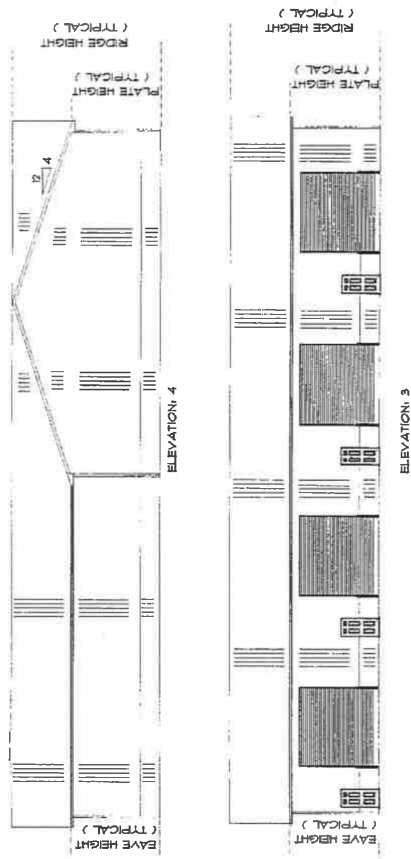 RIDGE HEIGHT
( TYPICAL )
PLATE HEIGHT
( TYPICAL )
12
4
EAVE HEIGHT
( TYPICAL )
ELEVATION: 4
RIDGE HEIGHT
( TYPICAL )
PLATE HEIGHT
( TYPICAL )
EAVE HEIGHT
( TYPICAL )
ELEVATION: 3